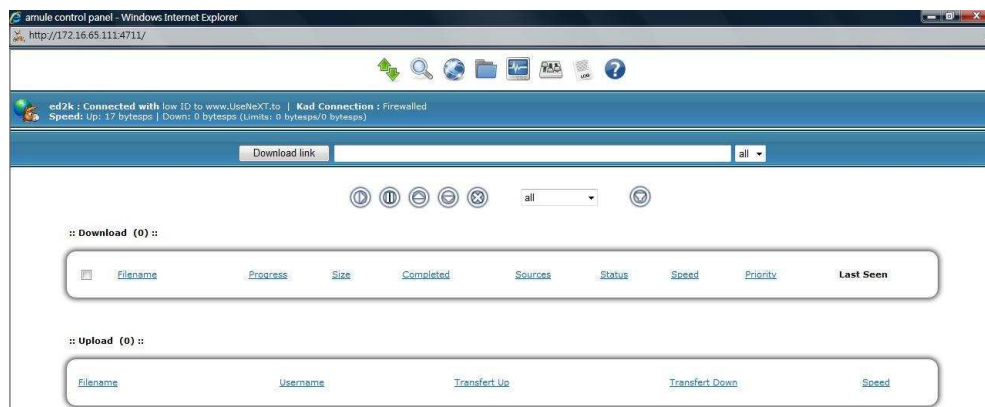 amule control panel - Windows Internet Explorer
http://172.16.65.111:4711/
LOG
ed2k : Connected with low ID to www.UseNeXT.to | Kad Connection : Firewalled
Speed: Up: 17 bytesps | Down: 0 bytesps (Limits: 0 bytesps/0 bytesps)
Download link all
all
:: Download (0) ::
Filename Progress Size Completed Sources Status Speed Priority Last Seen
:: Upload (0) ::
Filename Username Transfert Up Transfert Down Speed